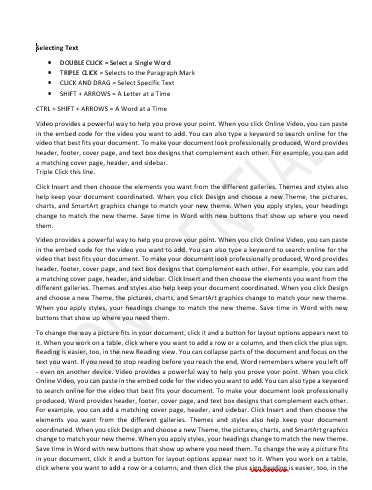 Selecting Text
• DOUBLE CLICK = Select a Single Word
• TRIPLE CLICK = Selects to the Paragraph Mark
• CLICK AND DRAG = Select Specific Text
• SHIFT + ARROWS = A Letter at a Time
CTRL + SHIFT + ARROWS = A Word at a Time
Video provides a powerful way to help you prove your point. When you click Online Video, you can paste
in the embed code for the video you want to add. You can also type a keyword to search online for the
video that best fits your document. To make your document look professionally produced, Word provides
header, footer, cover page, and text box designs that complement each other. For example, you can add
a matching cover page, header, and sidebar.
Triple Click this line.
Click Insert and then choose the elements you want from the different galleries. Themes and styles also
help keep your document coordinated. When you click Design and choose a new Theme, the pictures,
charts, and SmartArt graphics change to match your new theme. When you apply styles, your headings
change to match the new theme. Save time in Word with new buttons that show up where you need
them.
Video provides a powerful way to help you prove your point. When you click Online Video, you can paste
in the embed code for the video you want to add. You can also type a keyword to search online for the
video that best fits your document. To make your document look professionally produced, Word provides
header, footer, cover page, and text box designs that complement each other. For example, you can add
a matching cover page, header, and sidebar. Click Insert and then choose the elements you want from the
different galleries. Themes and styles also help keep your document coordinated. When you click Design
and choose a new Theme, the pictures, charts, and SmartArt graphics change to match your new theme.
When you apply styles, your headings change to match the new theme. Save time in Word with new
buttons that show up where you need them.
To change the way a picture fits in your document, click it and a button for layout options appears next to
it. When you work on a table, click where you want to add a row or a column, and then click the plus sign.
Reading is easier, too, in the new Reading view. You can collapse parts of the document and focus on the
text you want. If you need to stop reading before you reach the end, Word remembers where you left off
- even on another device. Video provides a powerful way to help you prove your point. When you click
Online Video, you can paste in the embed code for the video you want to add. You can also type a keyword
to search online for the video that best fits your document. To make your document look professionally
produced, Word provides header, footer, cover page, and text box designs that complement each other.
For example, you can add a matching cover page, header, and sidebar. Click Insert and then choose the
elements you want from the different galleries. Themes and styles also help keep your document
coordinated. When you click Design and choose a new Theme, the pictures, charts, and SmartArt graphics
change to match your new theme. When you apply styles, your headings change to match the new theme.
Save time in Word with new buttons that show up where you need them. To change the way a picture fits
in your document, click it and a button for layout options appears next to it. When you work on a table,
click where you want to add a row or a column, and then click the plus sign.Reading is easier, too, in the